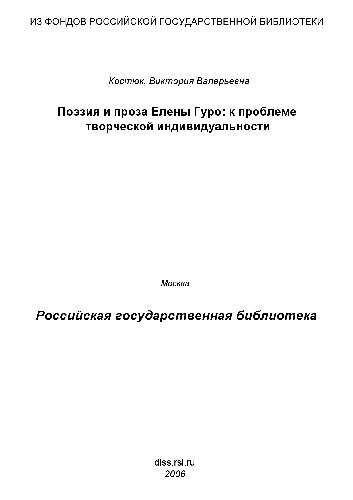 ИЗ ФОНДОВ РОССИЙСКОЙ ГОСУДАРСТВЕННОЙ БИБЛИОТЕКИ
Костюк, Виктория Валерьевна
Поэзия и проза Елены Гуро: к проблеме
творческой индивидуальности
Москва
Российская государственная библиотека
diss.rsl.ru
2006